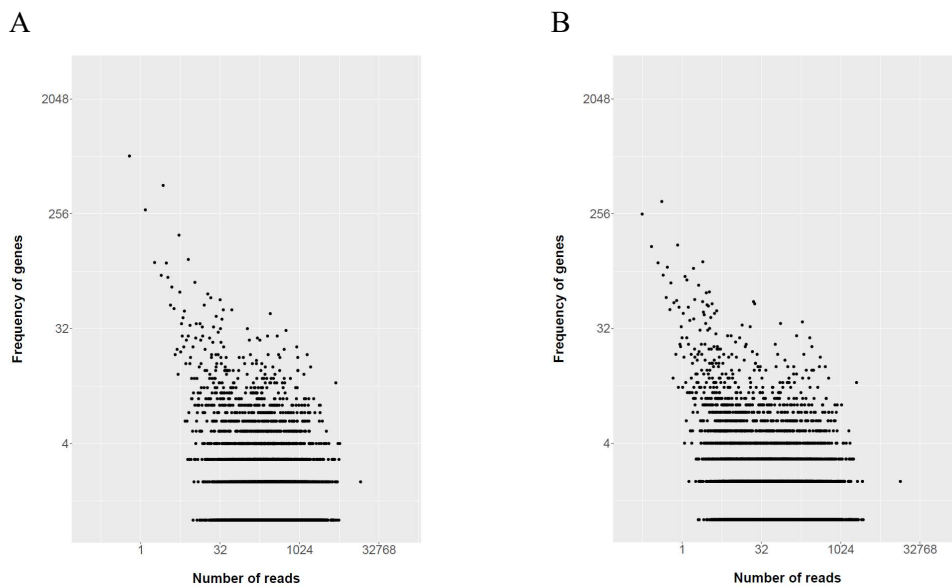 A
B
2048
256
32
4
Frequency of genes
1
32
1024
32768
Number of reads
2048
256
32
4
Frequency of genes
1
32
1024
32768
Number of reads